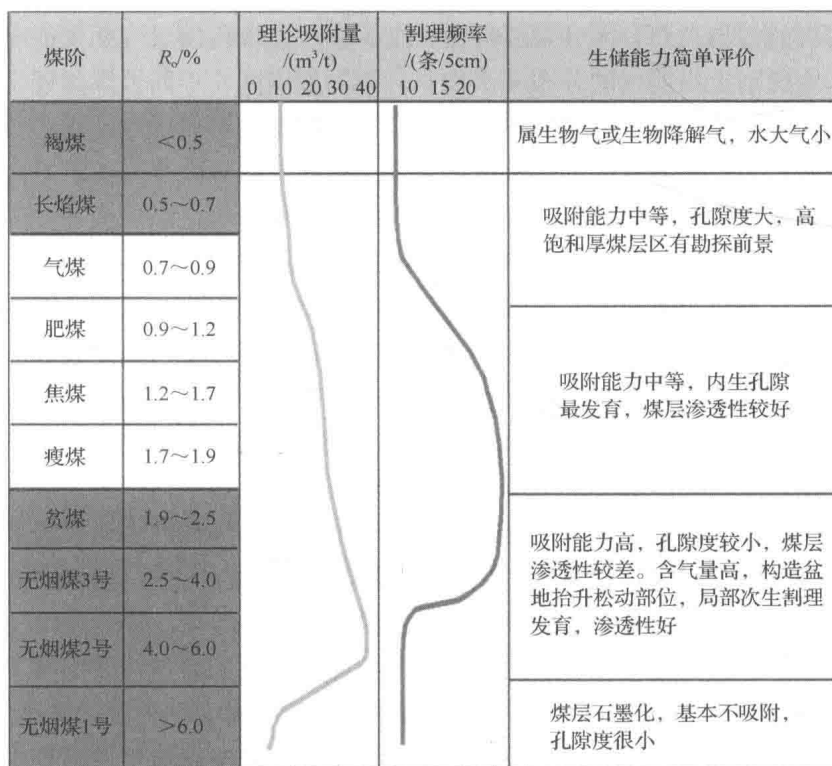 煤阶 Ro/% 理论吸附量 /(m³/t) 割理频率 /(条/5cm) 生储能力简单评价
0 10 20 30 40 10 15 20
褐煤 <0.5 属生物气或生物降解气，水大气小
长焰煤 0.5～0.7
吸附能力中等，孔隙度大，高
饱和厚煤层区有勘探前景
气煤 0.7～0.9
肥煤 0.9～1.2
焦煤 1.2～1.7
吸附能力中等，内生孔隙
最发育，煤层渗透性较好
瘦煤 1.7～1.9
贫煤 1.9～2.5
无烟煤3号 2.5～4.0
吸附能力高，孔隙度较小，煤层
渗透性较差。含气量高，构造盆
地抬升松动部位，局部次生割理
发育，渗透性好
无烟煤2号 4.0～6.0
无烟煤1号 >6.0
煤层石墨化，基本不吸附，
孔隙度很小